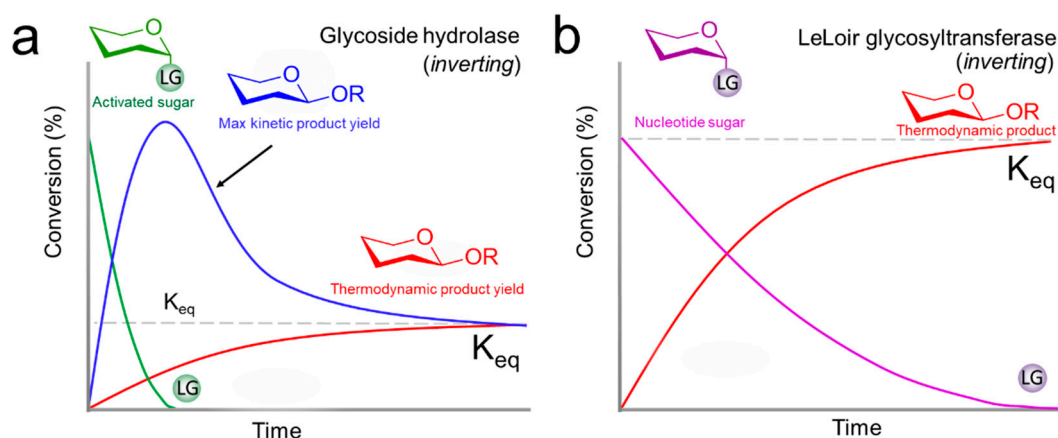 a
Glycoside hydrolase
(inverting)
LG
Activated sugar
O
O
OR
Max kinetic product yield
O
OR
Thermodynamic product yield
Keq
Keq
LG
Conversion (%)
Time
b
LeLoir glycosyltransferase
(inverting)
O
LG
Nucleotide sugar
O
OR
Thermodynamic product
Keq
LG
Conversion (%)
Time